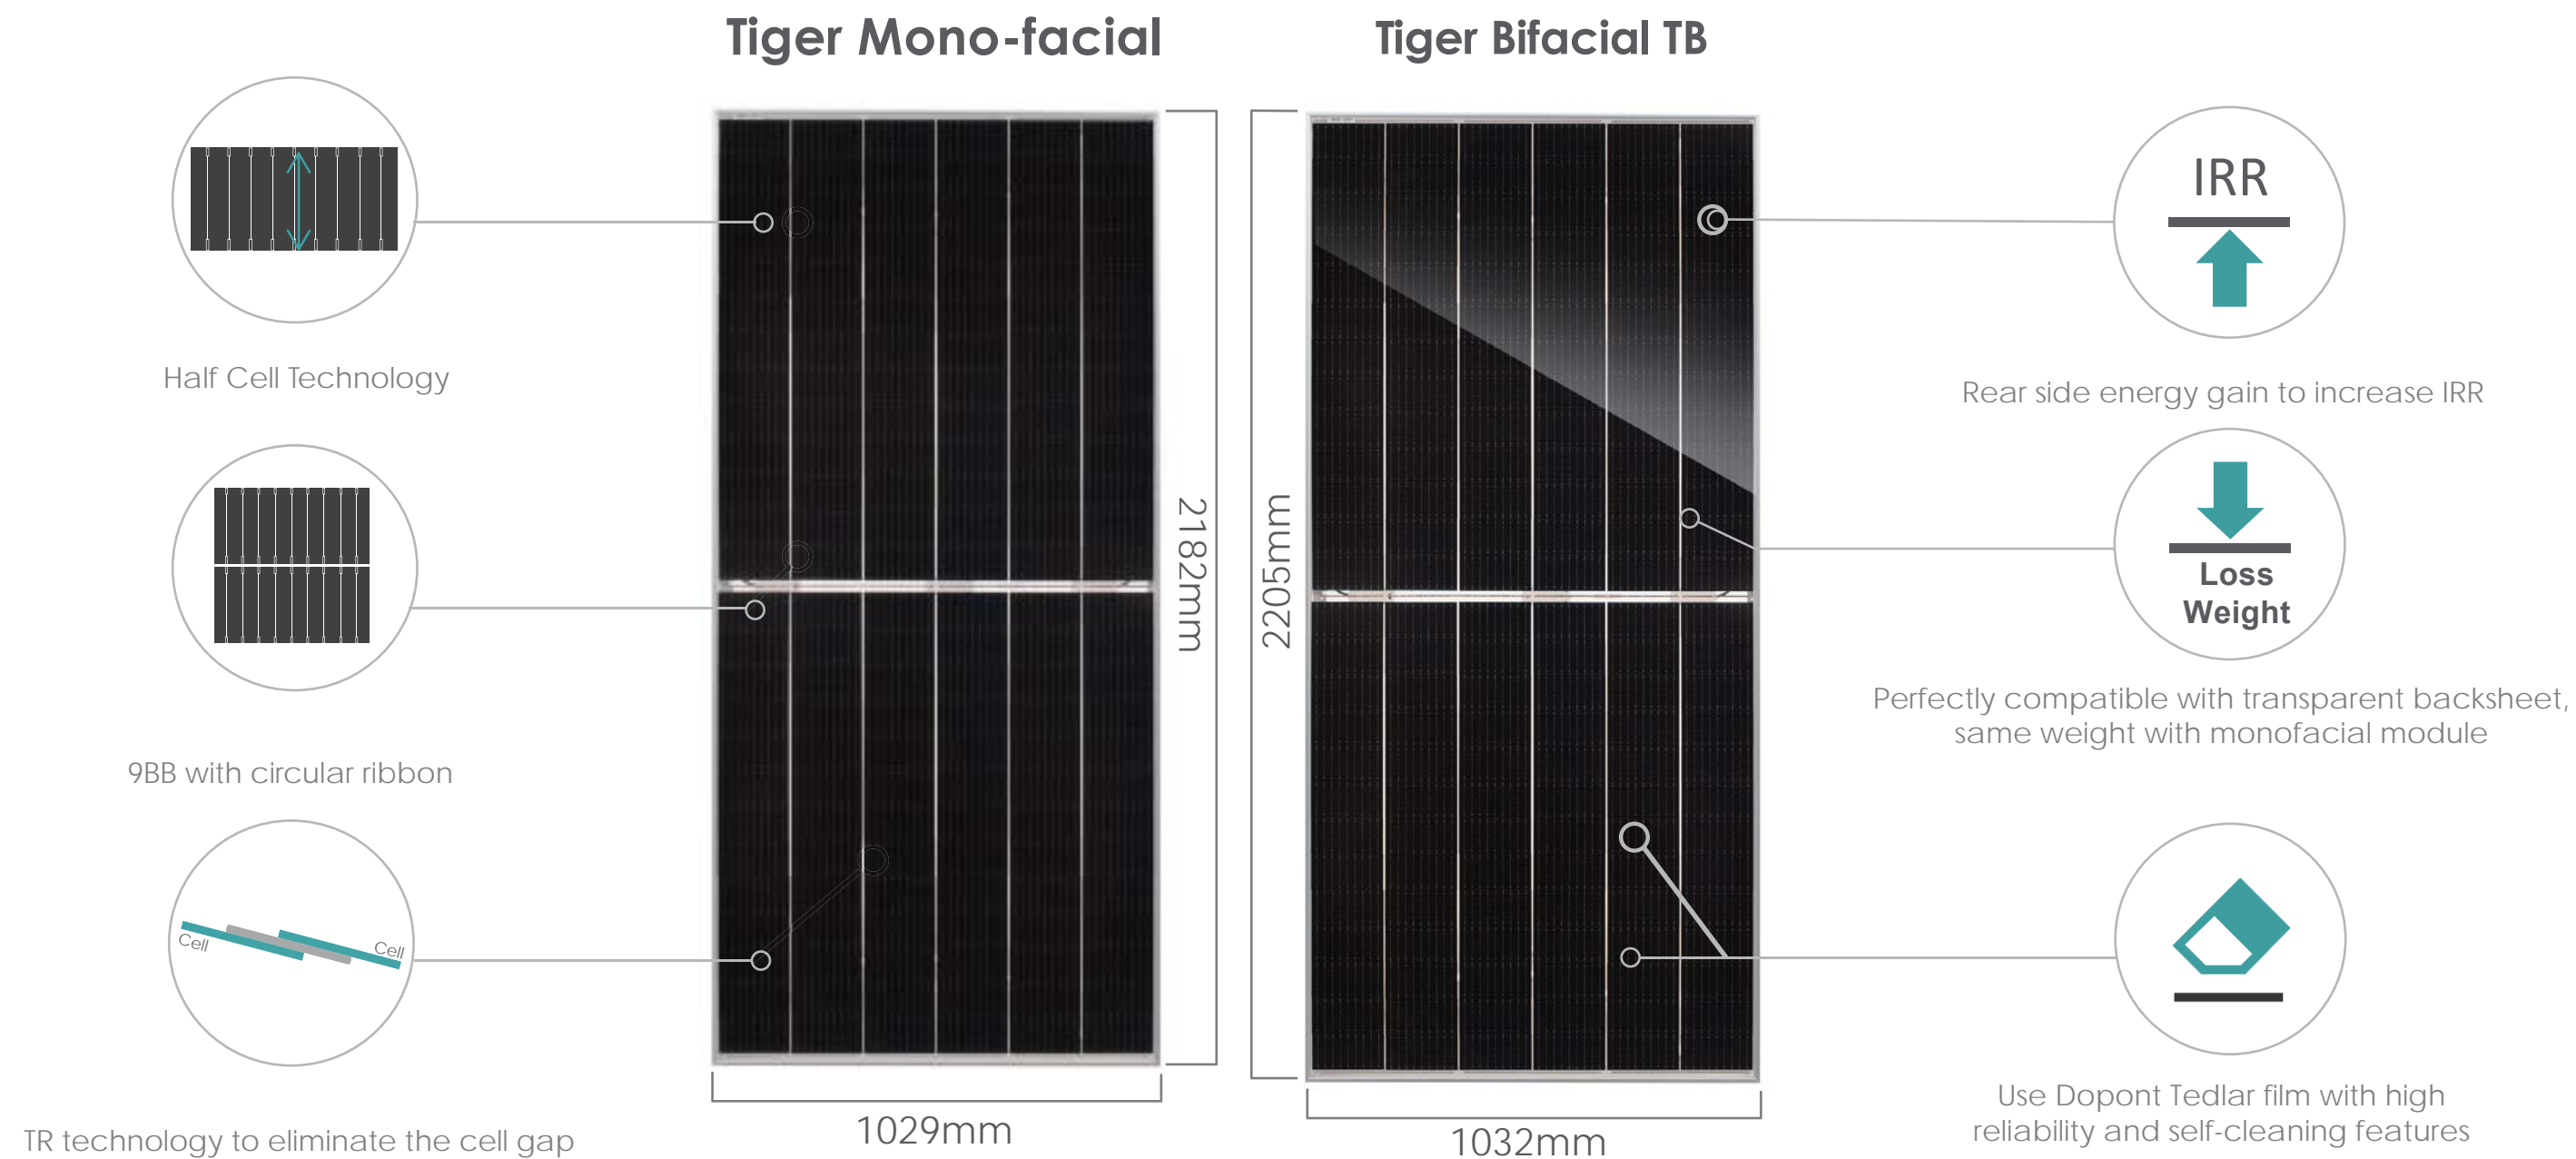 Tiger Mono-facial
Tiger Bifacial TB
Half Cell Technology
9BB with circular ribbon
Cell
Cell
TR technology to eliminate the cell gap
2182mm
1029mm
2205mm
1032mm
IRR
Rear side energy gain to increase IRR
Loss
Weight
Perfectly compatible with transparent backsheet,
same weight with monofacial module
Use Dopont Tedlar film with high
reliability and self-cleaning features